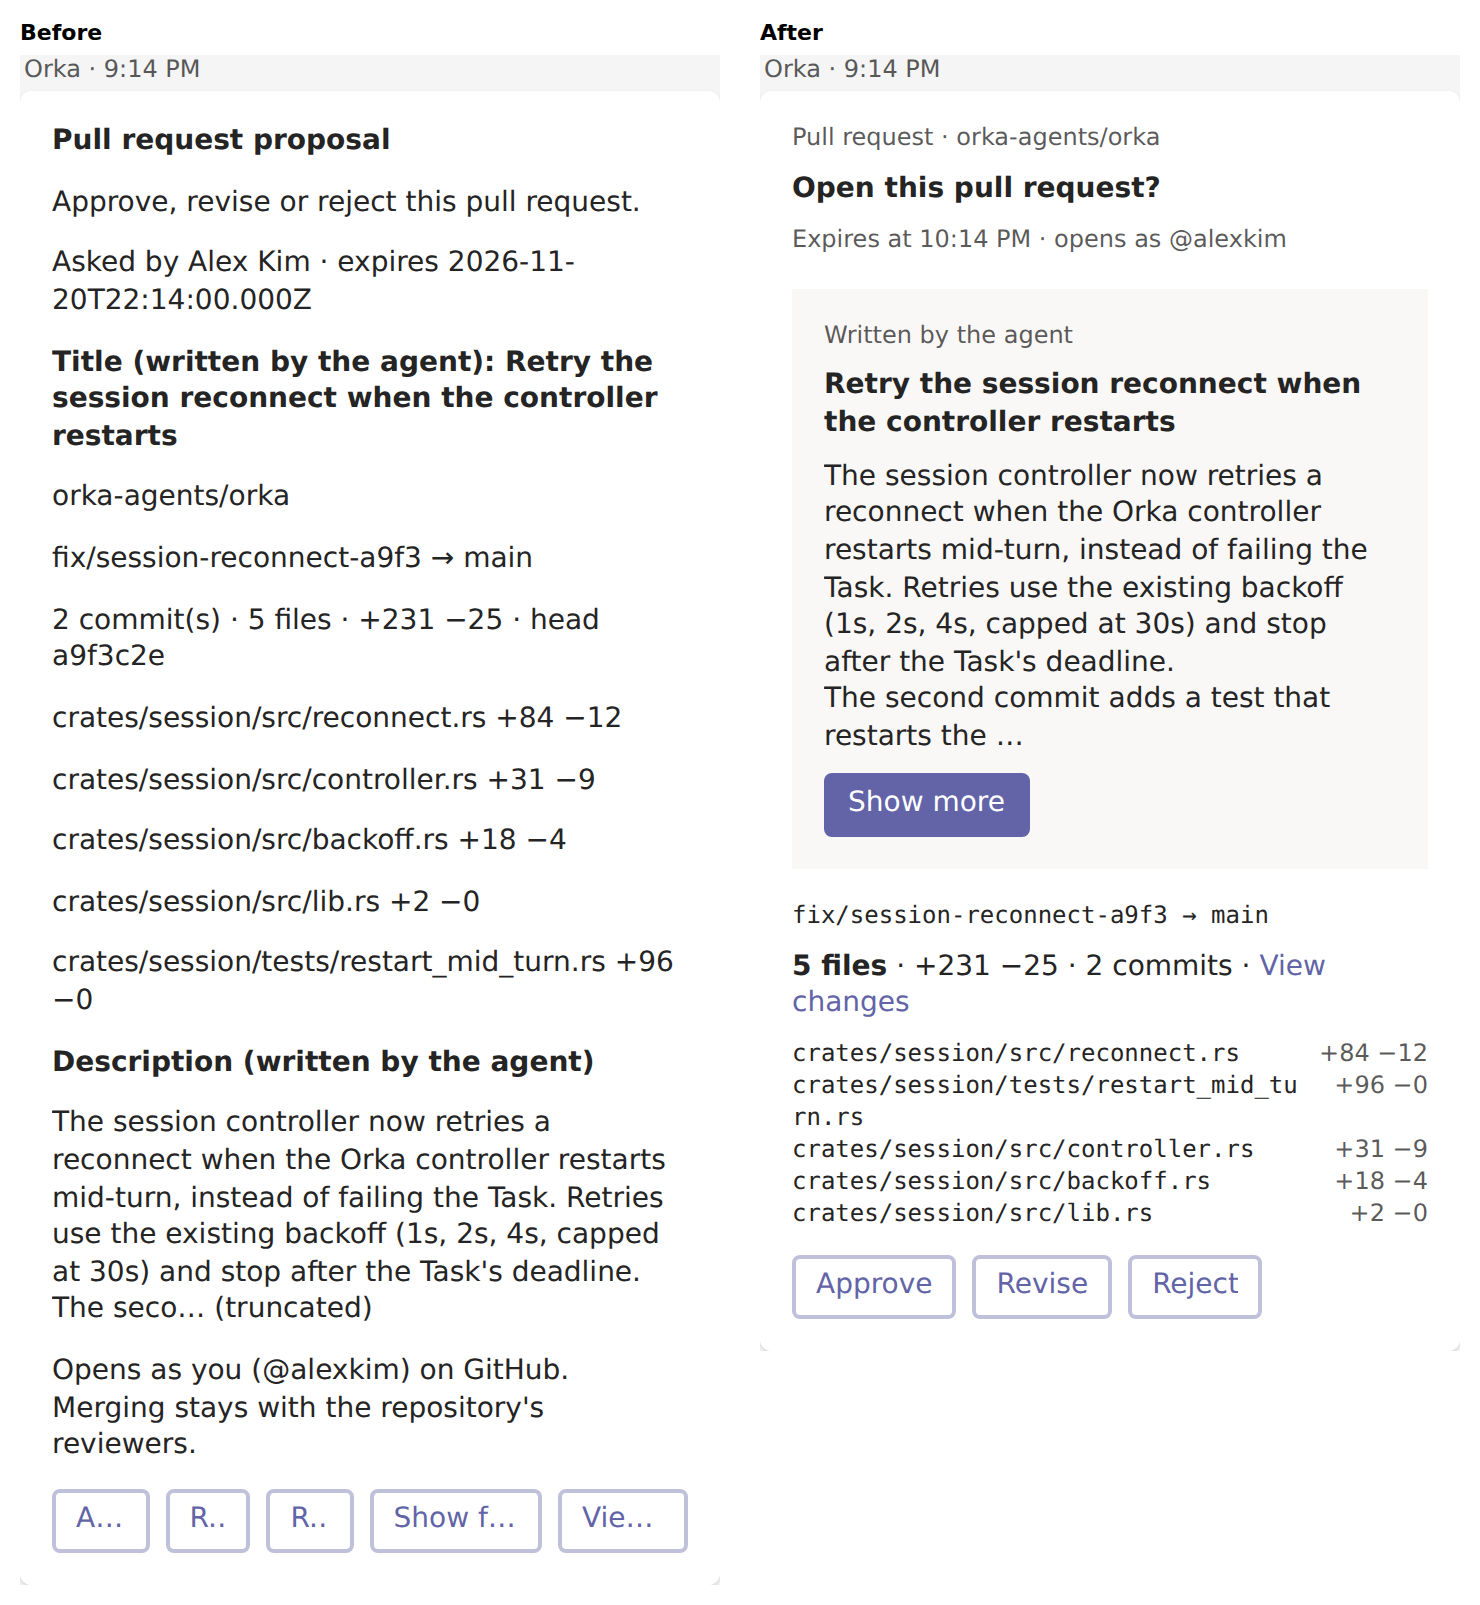 Before
Orka · 9:14 PM
Pull request proposal
Approve, revise or reject this pull request.
Asked by Alex Kim · expires 2026-11-
20T22:14:00.000Z
Title (written by the agent): Retry the
session reconnect when the controller
restarts
orka-agents/orka
fix/session-reconnect-a9f3 → main
2 commit(s) · 5 files · +231 −25 · head
a9f3c2e
crates/session/src/reconnect.rs +84 −12
crates/session/src/controller.rs +31 −9
crates/session/src/backoff.rs +18 −4
crates/session/src/lib.rs +2 −0
crates/session/tests/restart_mid_turn.rs +96
−0
Description (written by the agent)
The session controller now retries a
reconnect when the Orka controller restarts
mid-turn, instead of failing the Task. Retries
use the existing backoff (1s, 2s, 4s, capped
at 30s) and stop after the Task's deadline.
The seco… (truncated)
Opens as you (@alexkim) on GitHub.
Merging stays with the repository's
reviewers.
A… R.. R.. Show f… Vie…
After
Orka · 9:14 PM
Pull request · orka-agents/orka
Open this pull request?
Expires at 10:14 PM · opens as @alexkim
Written by the agent
Retry the session reconnect when
the controller restarts
The session controller now retries a
reconnect when the Orka controller
restarts mid-turn, instead of failing the
Task. Retries use the existing backoff
(1s, 2s, 4s, capped at 30s) and stop
after the Task's deadline.
The second commit adds a test that
restarts the …
Show more
fix/session-reconnect-a9f3 → main
5 files · +231 −25 · 2 commits · View
changes
crates/session/src/reconnect.rs +84 −12
crates/session/tests/restart_mid_tu +96 −0
rn.rs
crates/session/src/controller.rs +31 −9
crates/session/src/backoff.rs +18 −4
crates/session/src/lib.rs +2 −0
Approve Revise Reject